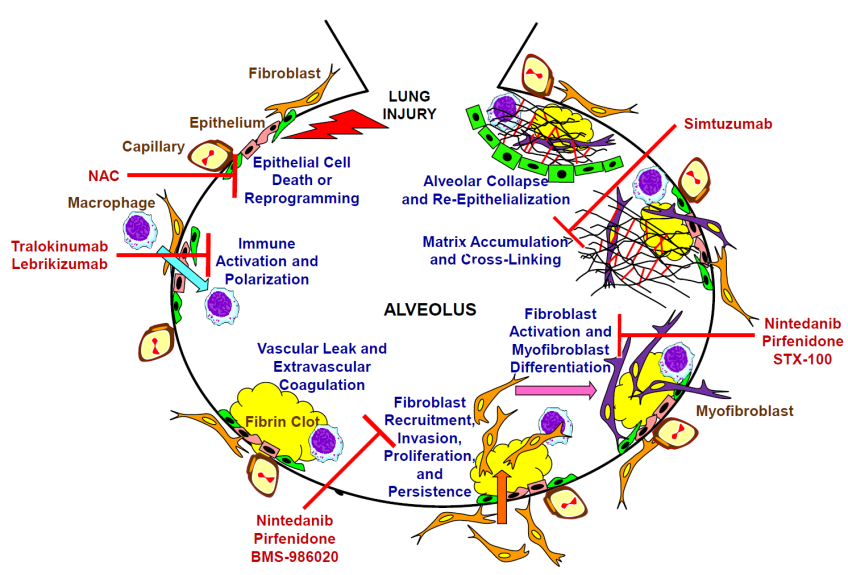 Fibroblast
LUNG
INJURY
Epithelium
Capillary
NAC
Epithelial Cell
Death or
Reprogramming
Simtuzumab
Alveolar Collapse
and Re-Epithelialization
Macrophage
Tralokinumab
Lebrikizumab
Immune
Activation and
Polarization
Matrix Accumulation
and Cross-Linking
ALVEOLUS
Fibroblast
Activation and
Myofibroblast
Differentiation
Nintedanib
Pirfenidone
STX-100
Vascular Leak and
Extravascular
Coagulation
Fibrin Clot
Fibroblast
Recruitment,
Invasion,
Proliferation,
and
Persistence
Myofibroblast
Nintedanib
Pirfenidone
BMS-986020